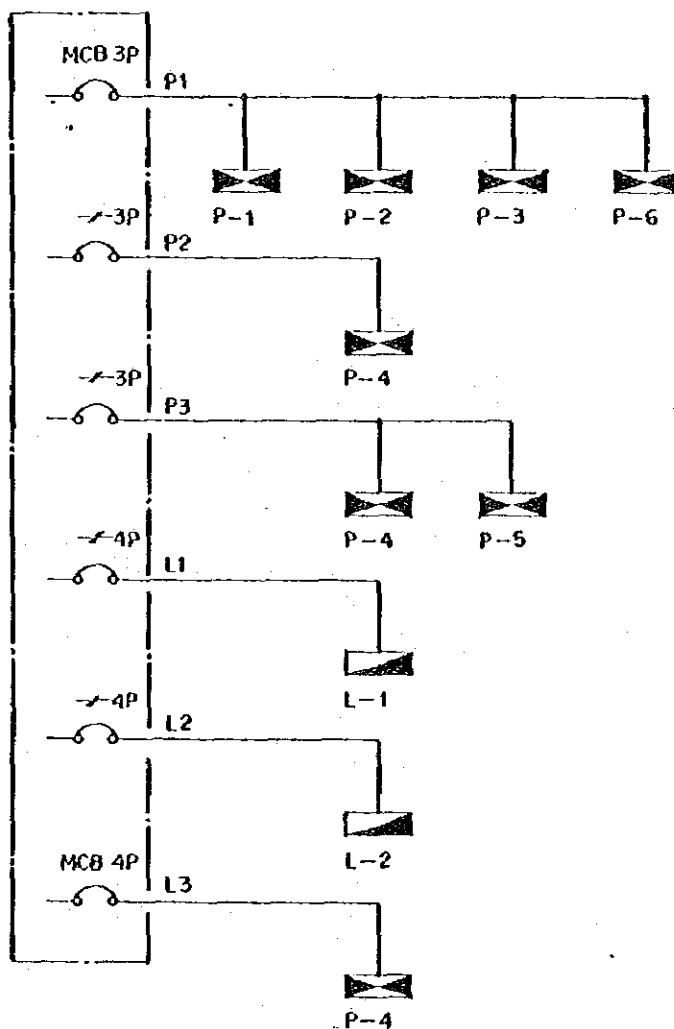 MCB 3P
P1
P-1 P-2 P-3 P-6
-〃-3P
P2
P-4
-〃-3P
P3
P-4 P-5
-〃-4P
L1
L-1
-〃-4P
L2
L-2
MCB 4P
L3
P-4